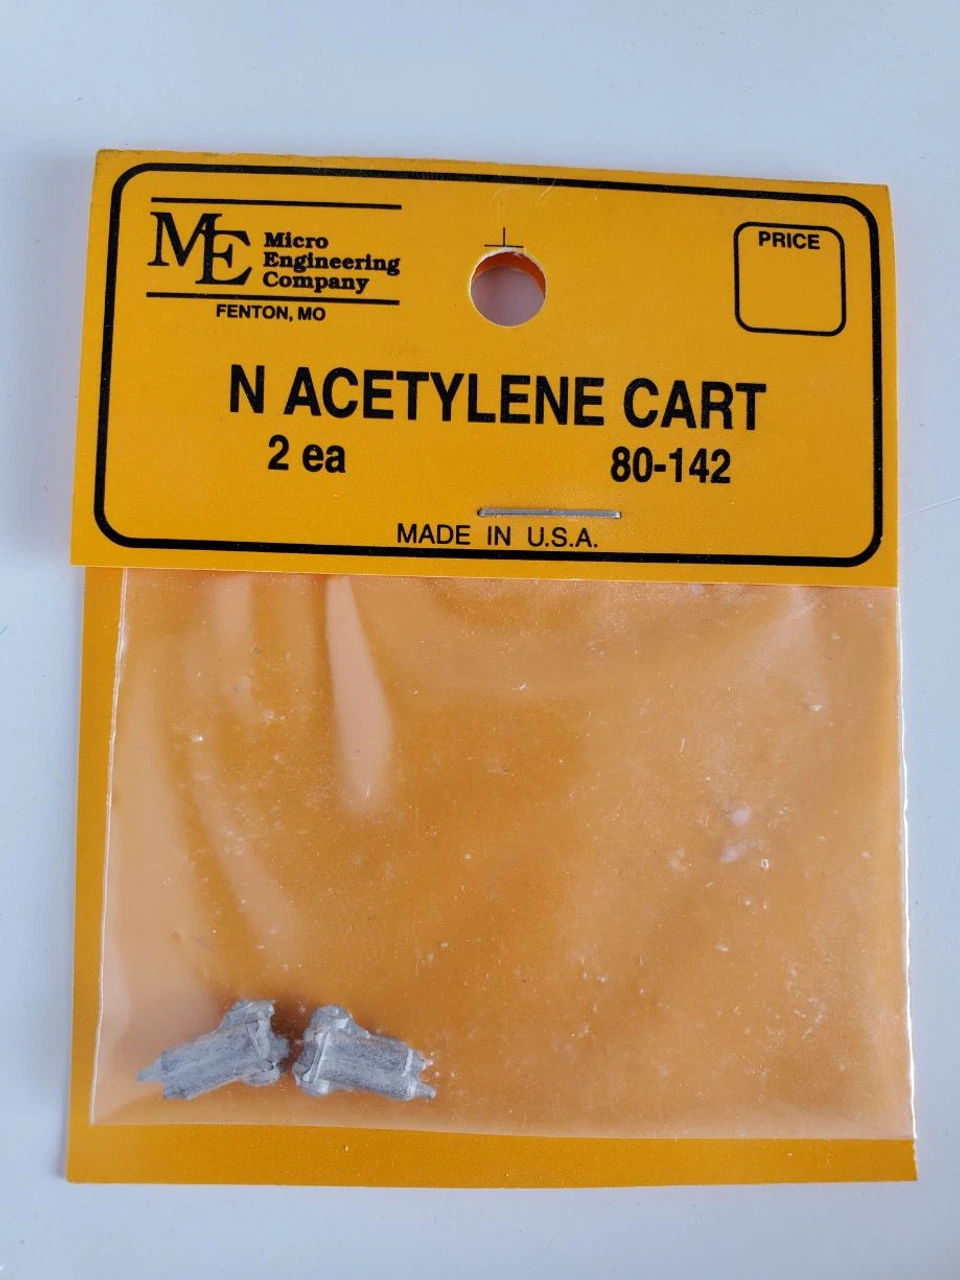 ME
Micro
Engineering
Company
FENTON, MO
PRICE
N ACETYLENE CART
2 ea 80-142
MADE IN U.S.A.